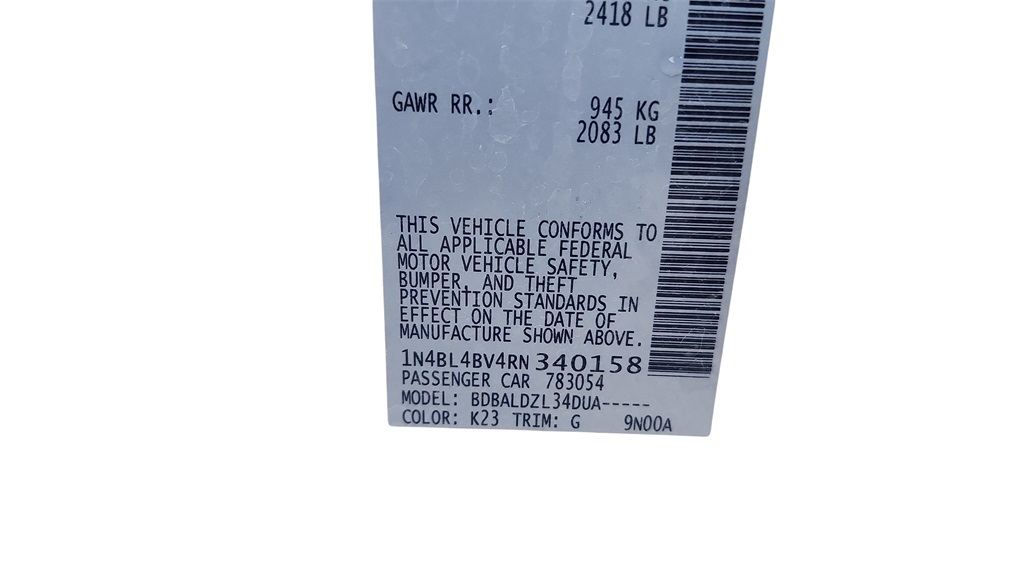 2418 LB
GAWR RR.: 945 KG
2083 LB
THIS VEHICLE CONFORMS TO
ALL APPLICABLE FEDERAL
MOTOR VEHICLE SAFETY,
BUMPER, AND THEFT
PREVENTION STANDARDS IN
EFFECT ON THE DATE OF
MANUFACTURE SHOWN ABOVE.
1N4BL4BV4RN340158
PASSENGER CAR 783054
MODEL: BDBALDZL34DUA-----
COLOR: K23 TRIM: G 9N00A